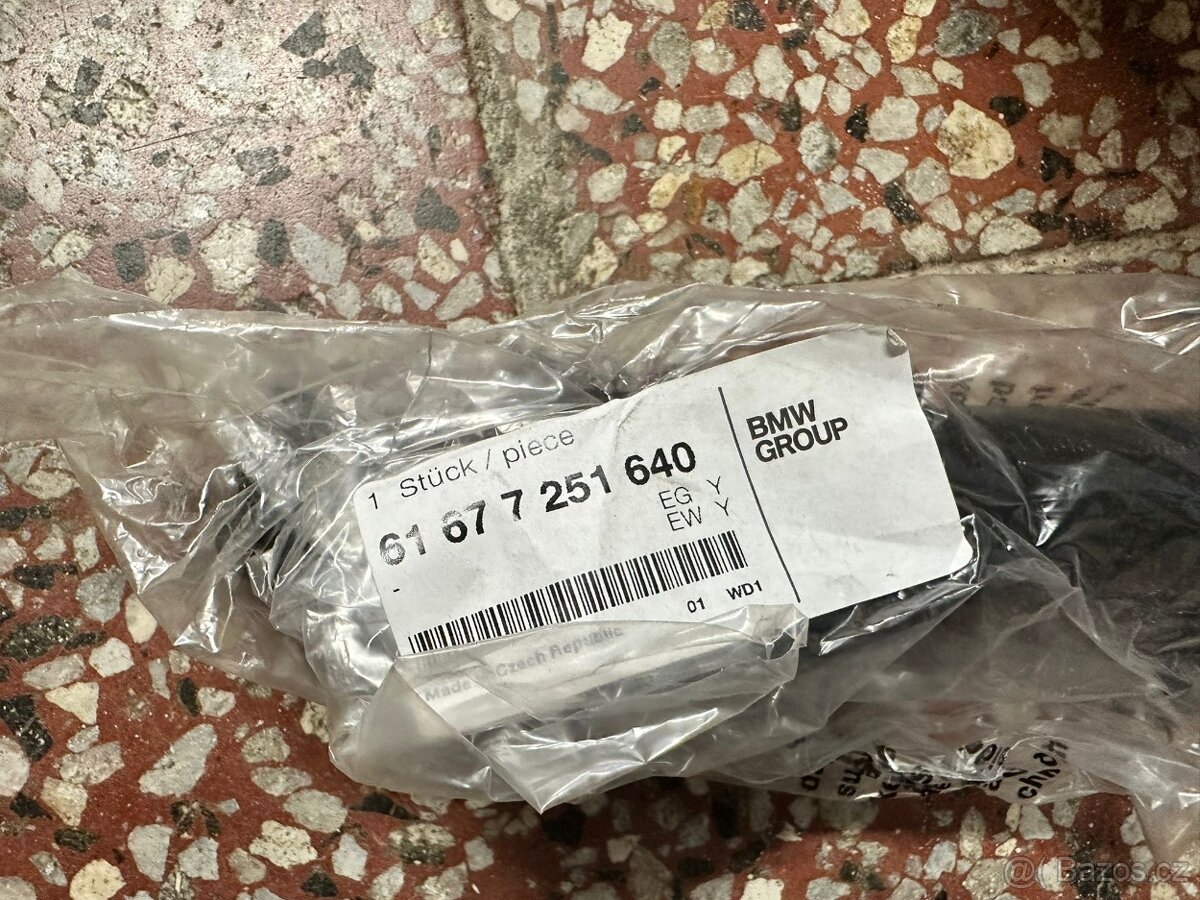 1 Stück / piece
61 67 7 251 640
EG Y
EW Y
-
01 WD1
Made Czech Republic
BMW
GROUP
@( Bazos.cz